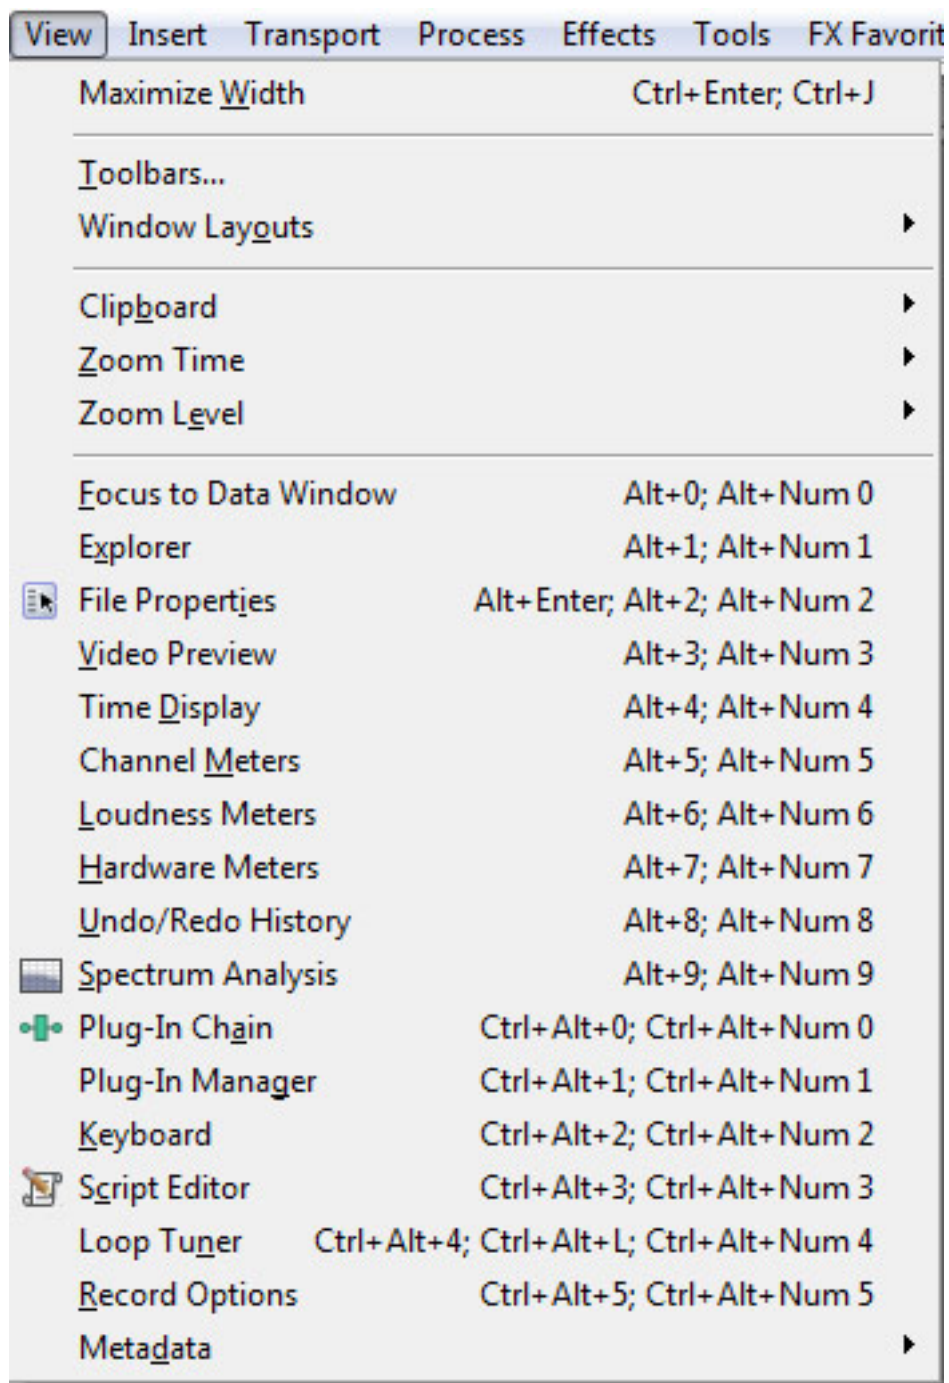 View Insert Transport Process Effects Tools FX Favorit
Maximize Width Ctrl+Enter; Ctrl+J
Toolbars...
Window Layouts
Clipboard
Zoom Time
Zoom Level
Focus to Data Window Alt+0; Alt+Num 0
Explorer Alt+1; Alt+Num 1
File Properties Alt+Enter; Alt+2; Alt+Num 2
Video Preview Alt+3; Alt+Num 3
Time Display Alt+4; Alt+Num 4
Channel Meters Alt+5; Alt+Num 5
Loudness Meters Alt+6; Alt+Num 6
Hardware Meters Alt+7; Alt+Num 7
Undo/Redo History Alt+8; Alt+Num 8
Spectrum Analysis Alt+9; Alt+Num 9
Plug-In Chain Ctrl+Alt+0; Ctrl+Alt+Num 0
Plug-In Manager Ctrl+Alt+1; Ctrl+Alt+Num 1
Keyboard Ctrl+Alt+2; Ctrl+Alt+Num 2
Script Editor Ctrl+Alt+3; Ctrl+Alt+Num 3
Loop Tuner Ctrl+Alt+4; Ctrl+Alt+L; Ctrl+Alt+Num 4
Record Options Ctrl+Alt+5; Ctrl+Alt+Num 5
Metadata